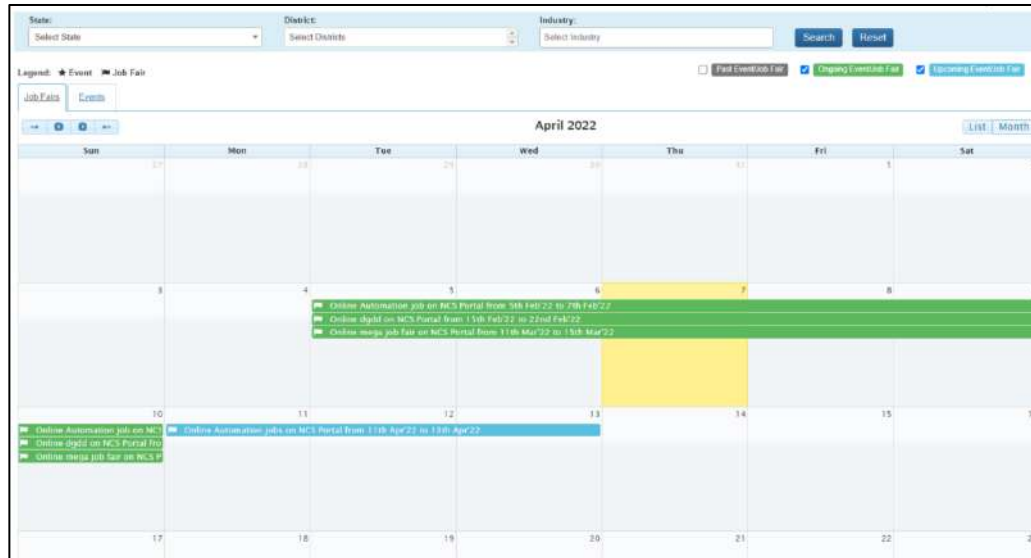 State: District: Industry:
Select State Select Districts Select Industry Search Reset
Legend: ★ Event Job Fair Past Event/Job Fair Ongoing Event/Job Fair Upcoming Event/Job Fair
Job Fairs Events
April 2022 List Month
Sun Mon Tue Wed Thu Fri Sat
27 28 29 30 31 1
3 4 5 6 7 8
Online Automation job on NCS Portal from 5th Feb'22 to 7th Feb'22
Online dgdd on NCS Portal from 15th Feb'22 to 22nd Feb'22
Online mega job fair on NCS Portal from 11th Mar'22 to 15th Mar'22
10 11 12 13 14 15
Online Automation job on NCS Online Automation jobs on NCS Portal from 11th Apr'22 to 13th Apr'22
Online dgdd on NCS Portal fro
Online mega job fair on NCS P
17 18 19 20 21 22